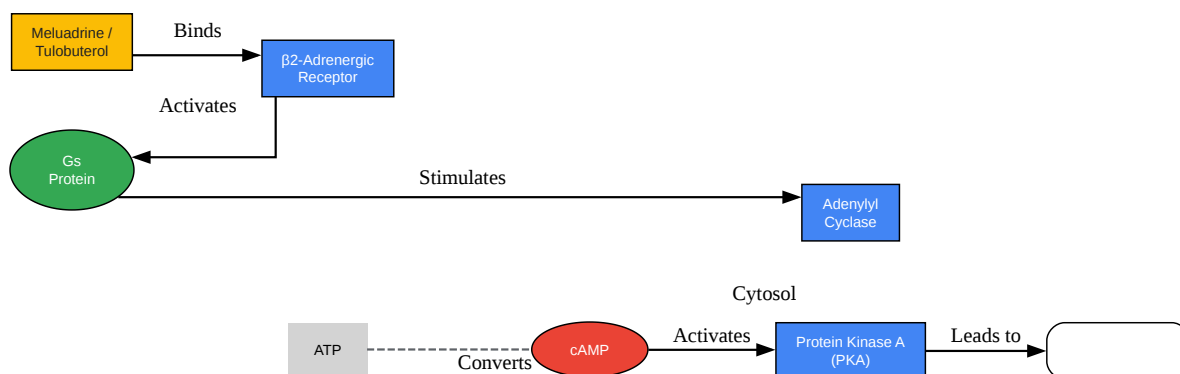 Meluadrine /
Tulobuterol
Binds
β2-Adrenergic
Receptor
Activates
Gs
Protein
Stimulates
Adenylyl
Cyclase
Cytosol
ATP
Converts
cAMP
Activates
Protein Kinase A
(PKA)
Leads to